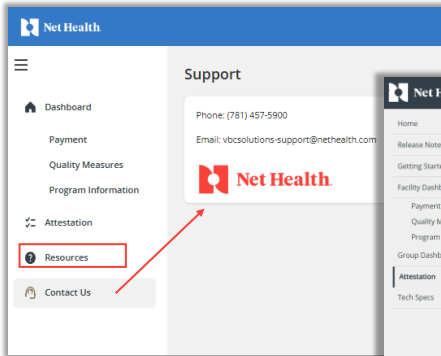 Net Health
Support
Dashboard
Payment
Quality Measures
Program Information
Attestation
Resources
Contact Us
Phone: (781) 457-5900
Email: vbcsolutions-support@nethealth.com
Net Health
Net H
Home
Release Note
Getting Starte
Facility Dashb
Payment
Quality M
Program
Group Dashb
Attestation
Tech Specs